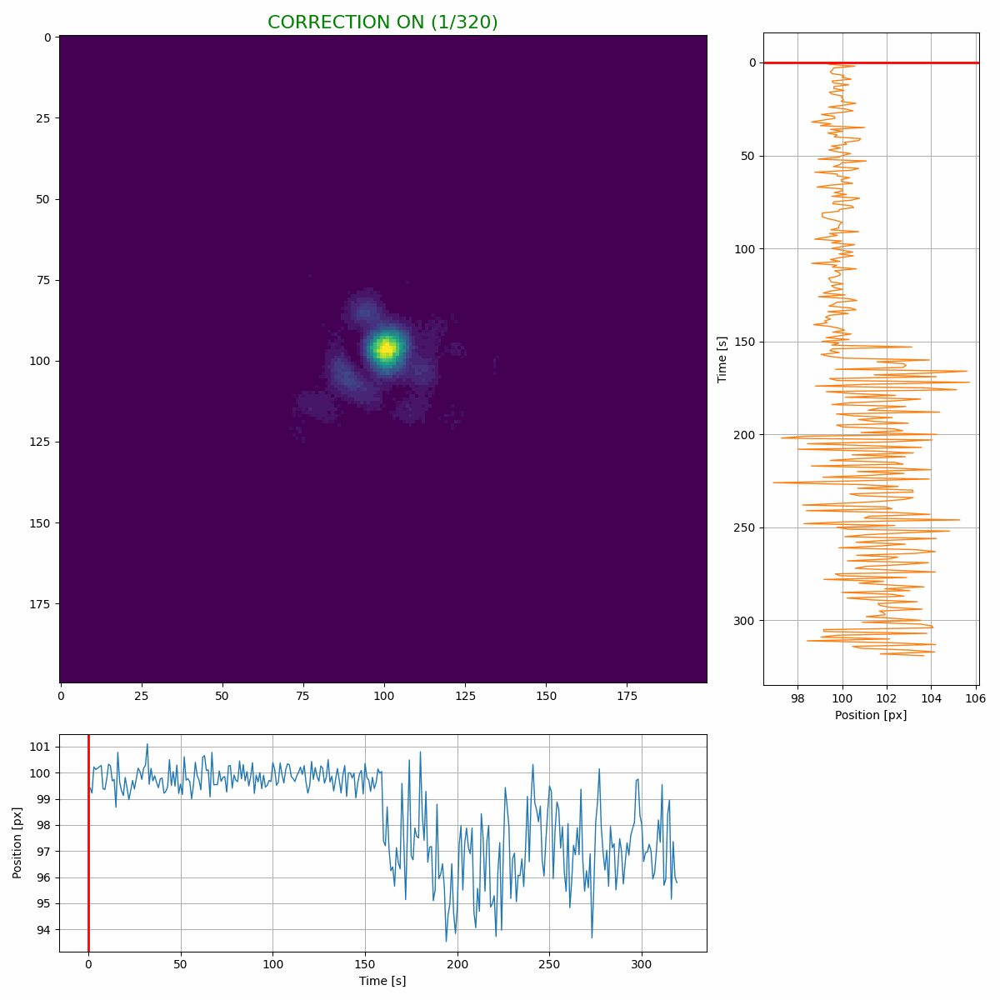 CORRECTION ON (1/320)
0
25
50
75
100
125
150
175
0 25 50 75 100 125 150 175
0
50
100
150
200
250
300
Time [s]
98 100 102 104 106
Position [px]
101
100
99
98
97
96
95
94
Position [px]
0 50 100 150 200 250 300
Time [s]